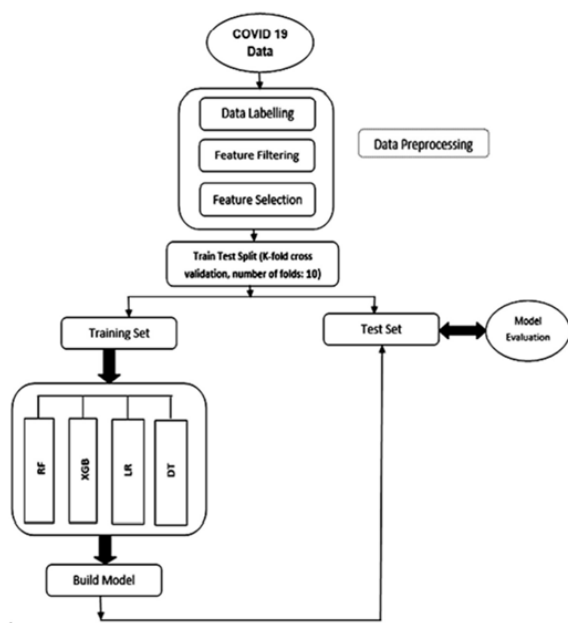 COVID 19
Data
Data Labelling
Feature Filtering
Feature Selection
Data Preprocessing
Train Test Split (K-fold cross
validation, number of folds: 10)
Training Set
Test Set
Model
Evaluation
RF
XGB
LR
DT
Build Model